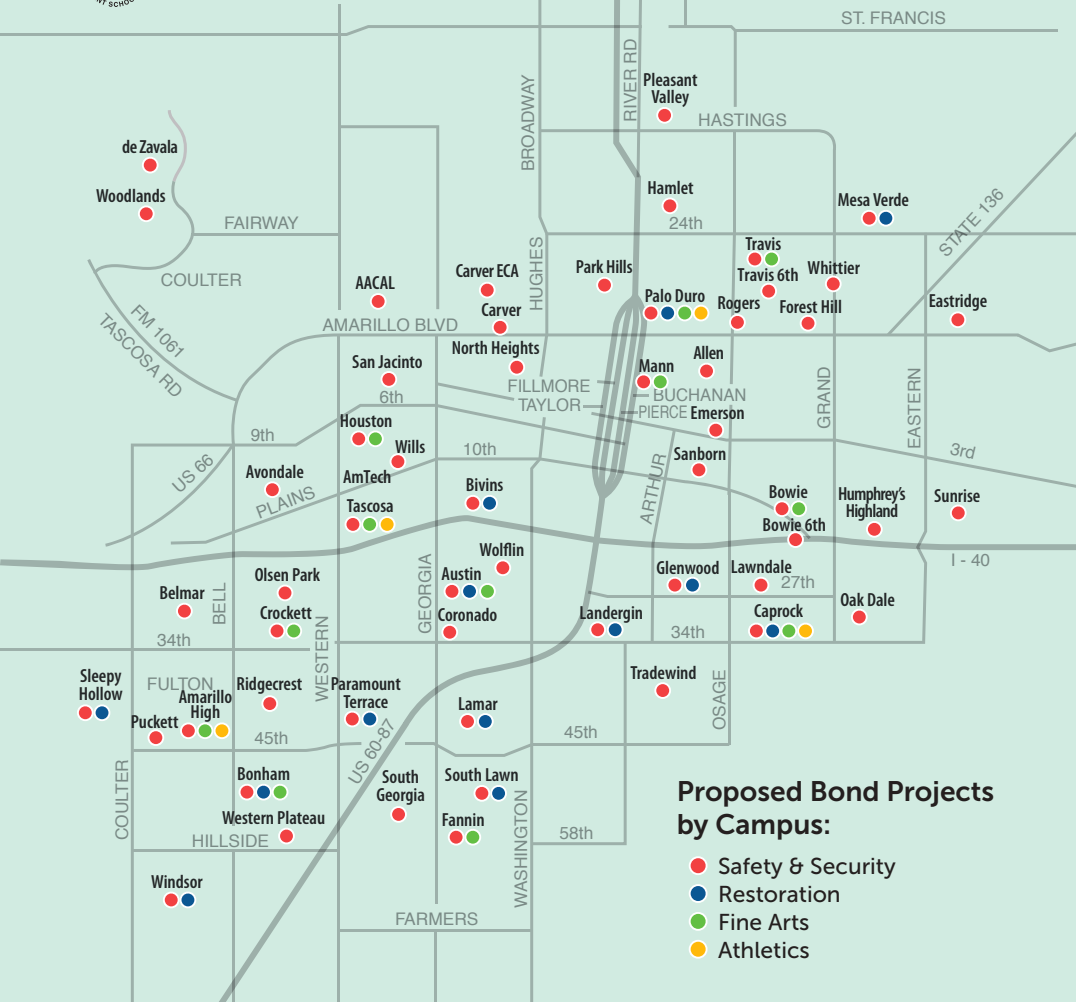 NT SCHOO
ST. FRANCIS
RIVER RD
Pleasant
Valley
BROADWAY
HASTINGS
de Zavala
Woodlands
Hamlet
Mesa Verde
FAIRWAY
24th
STATE 136
COULTER
HUGHES
Travis
Travis 6th
Whittier
AACAL
Carver ECA
Park Hills
Palo Duro
Rogers
Forest Hill
Eastridge
Carver
FM 1061
TASCOSA RD
AMARILLO BLVD
North Heights
San Jacinto
Allen
Mann
FILLMORE
TAYLOR
BUCHANAN
PIERCE
Emerson
GRAND
EASTERN
6th
Houston
9th
Wills
10th
3rd
US 66
Avondale
AmTech
PLAINS
Sanborn
ARTHUR
Bivins
Tascosa
Bowie
Bowie 6th
Humphrey's
Highland
Sunrise
I - 40
Wolflin
GEORGIA
Austin
Coronado
Olsen Park
Belmar
BELL
Crockett
Glenwood
Lawndale
27th
Landergin
Caprock
Oak Dale
34th
34th
WESTERN
Sleepy
Hollow
FULTON
Amarillo
High
Ridgecrest
Paramount
Terrace
Tradewind
OSAGE
Puckett
Lamar
45th
US 60-87
45th
COULTER
Bonham
South
Georgia
South Lawn
Western Plateau
Fannin
HILLSIDE
WASHINGTON
58th
Windsor
FARMERS
Proposed Bond Projects
by Campus:
Safety & Security
Restoration
Fine Arts
Athletics